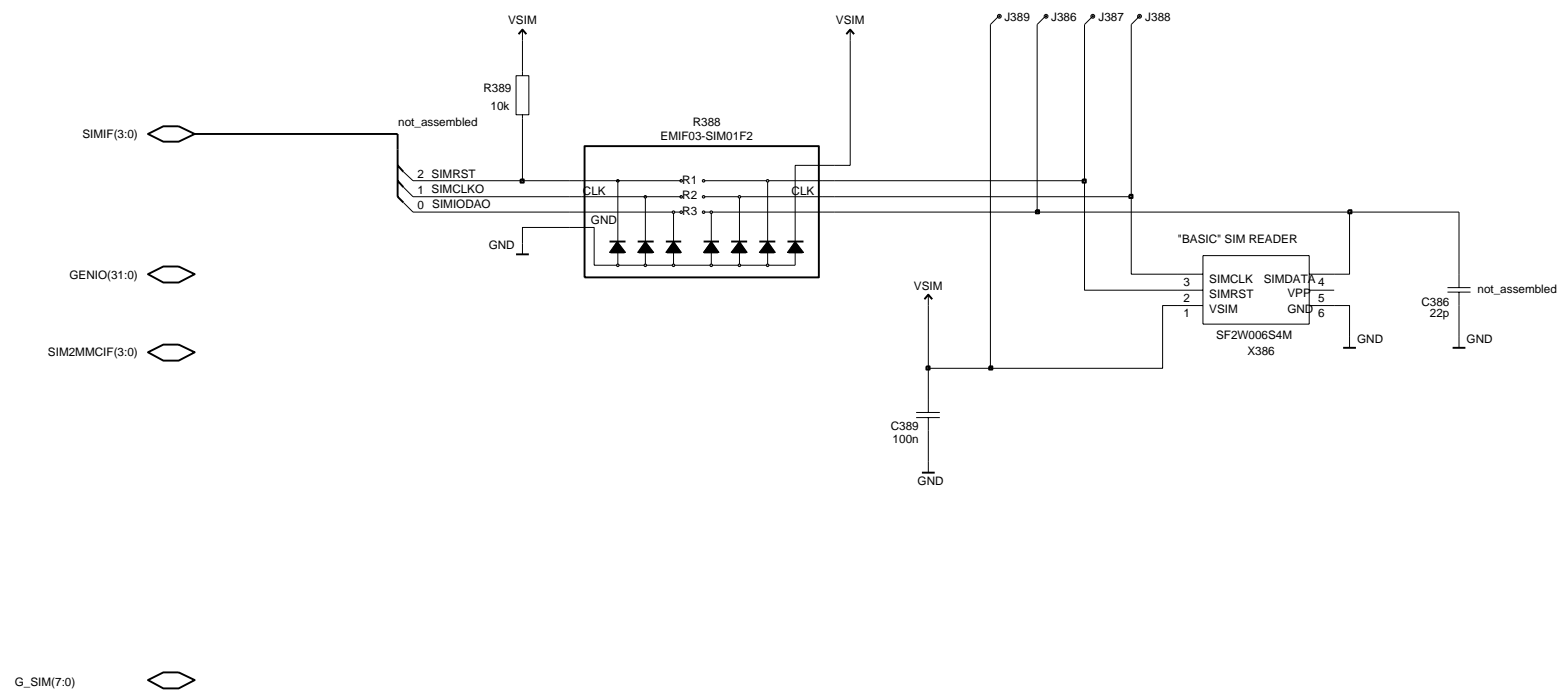 VSIM
VSIM
J389
J386
J387
J388
R389
10k
not_assembled
R388
EMIF03-SIM01F2
SIMIF(3:0)
2 SIMRST
1 SIMCLKO
0 SIMIODAO
CLK
R1
R2
R3
CLK
GND
GND
"BASIC" SIM READER
GENIO(31:0)
SIMCLK SIMDATA
3
4
SIMRST VPP
2
5
VSIM GND
1
6
SF2W006S4M
X386
C386
22p
not_assembled
GND
GND
VSIM
SIM2MMCIF(3:0)
C389
100n
GND
G_SIM(7:0)